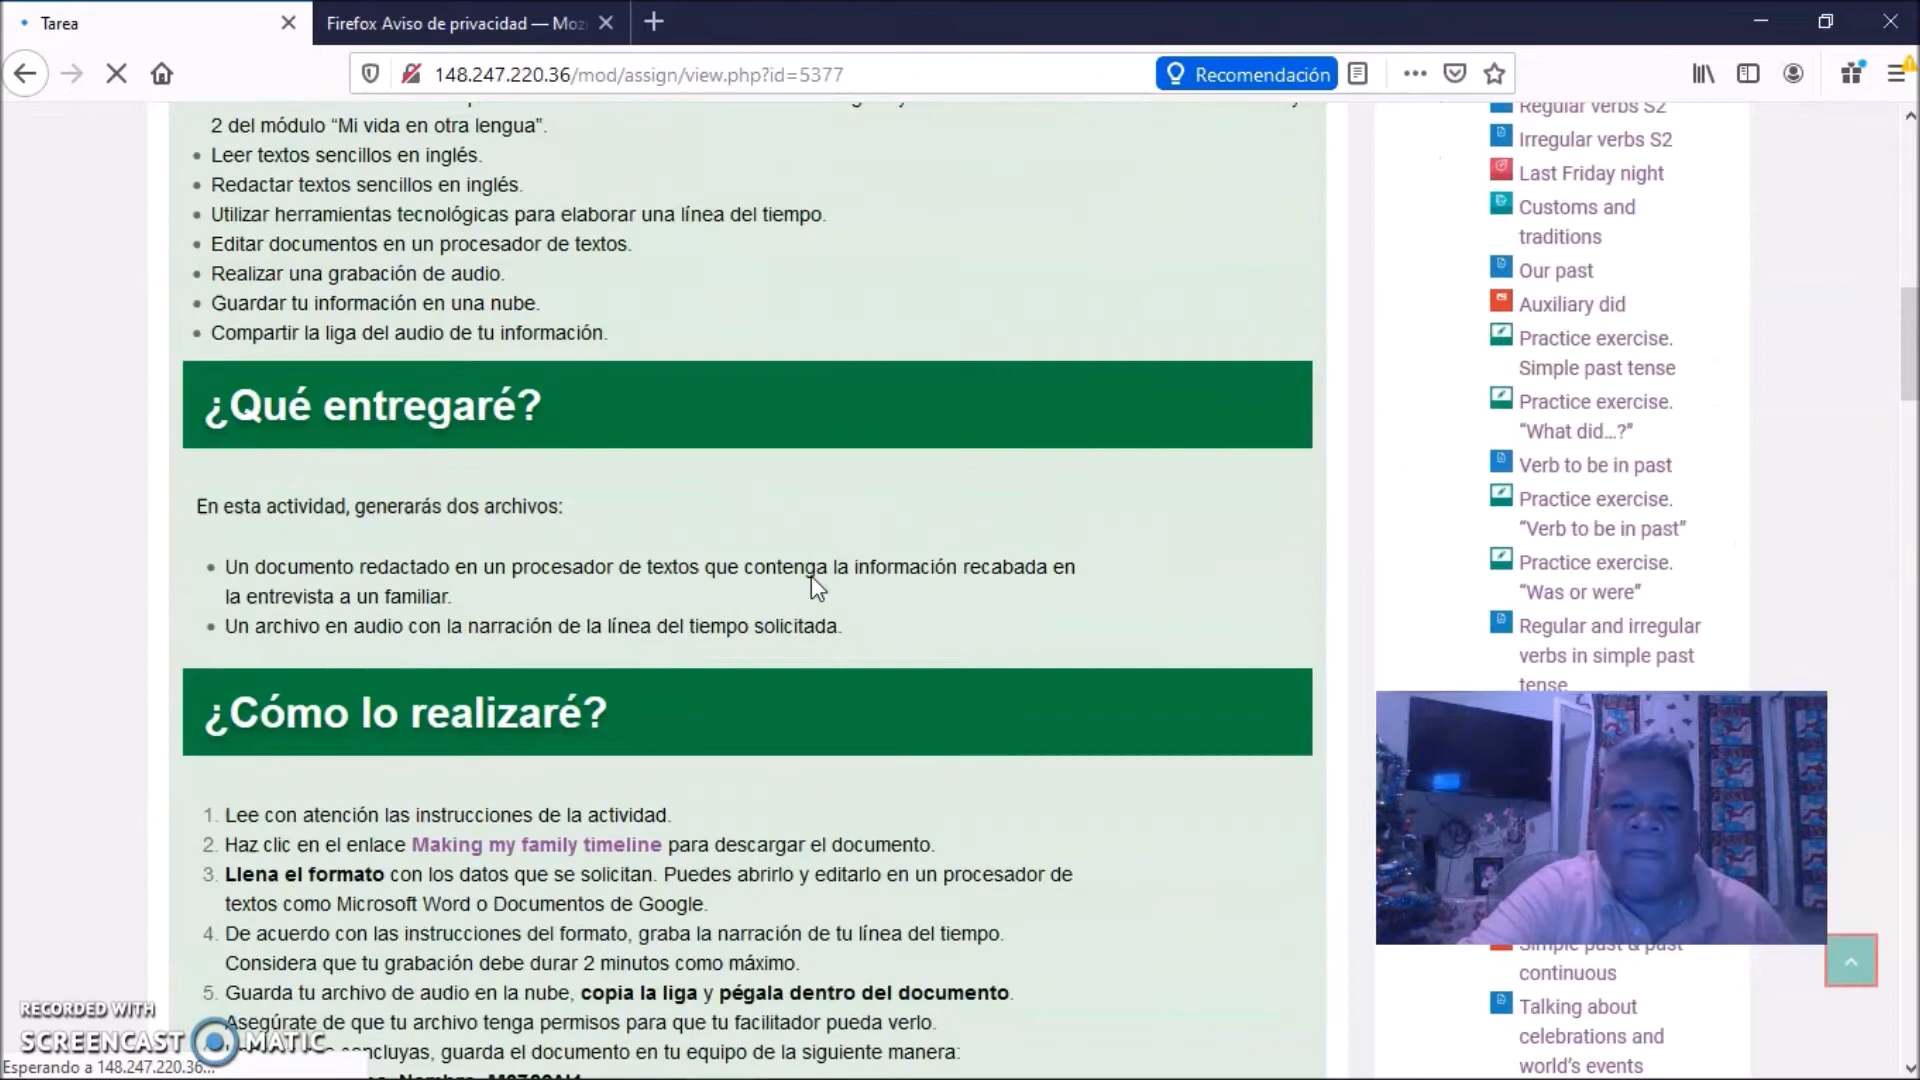 Tarea
Firefox Aviso de privacidad — Moz
148.247.220.36/mod/assign/view.php?id=5377
Recomendación
2 del módulo “Mi vida en otra lengua”.
Leer textos sencillos en inglés.
Redactar textos sencillos en inglés.
Utilizar herramientas tecnológicas para elaborar una línea del tiempo.
Editar documentos en un procesador de textos.
Realizar una grabación de audio.
Guardar tu información en una nube.
Compartir la liga del audio de tu información.
¿Qué entregaré?
En esta actividad, generarás dos archivos:
Un documento redactado en un procesador de textos que contenga la información recabada en
la entrevista a un familiar.
Un archivo en audio con la narración de la línea del tiempo solicitada.
¿Cómo lo realizaré?
1. Lee con atención las instrucciones de la actividad.
2. Haz clic en el enlace Making my family timeline para descargar el documento.
3. Llena el formato con los datos que se solicitan. Puedes abrirlo y editarlo en un procesador de
textos como Microsoft Word o Documentos de Google.
4. De acuerdo con las instrucciones del formato, graba la narración de tu línea del tiempo.
Considera que tu grabación debe durar 2 minutos como máximo.
5. Guarda tu archivo de audio en la nube, copia la liga y pégala dentro del documento.
Asegúrate de que tu archivo tenga permisos para que tu facilitador pueda verlo.
concluyas, guarda el documento en tu equipo de la siguiente manera:
Regular verbs S2
Irregular verbs S2
Last Friday night
Customs and
traditions
Our past
Auxiliary did
Practice exercise.
Simple past tense
Practice exercise.
“What did…?”
Verb to be in past
Practice exercise.
“Verb to be in past”
Practice exercise.
“Was or were”
Regular and irregular
verbs in simple past
tense
Simple past & past
continuous
Talking about
celebrations and
world’s events
RECORDED WITH
SCREENCAST MATIC
Esperando a 148.247.220.36...